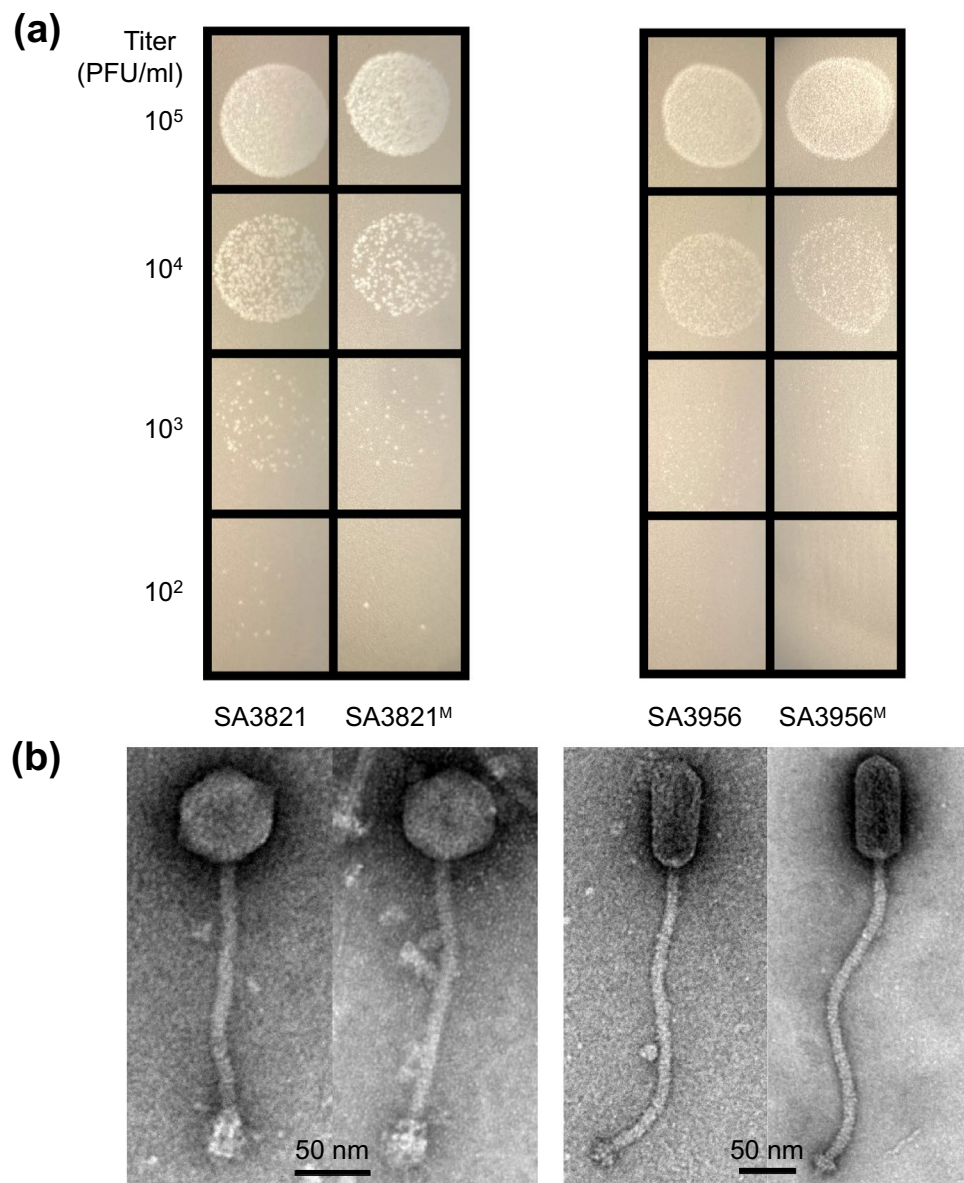 (a)
Titer
(PFU/ml)
10⁵
10⁴
10³
10²
SA3821 SA3821ᴹ SA3956 SA3956ᴹ
(b)
50 nm 50 nm